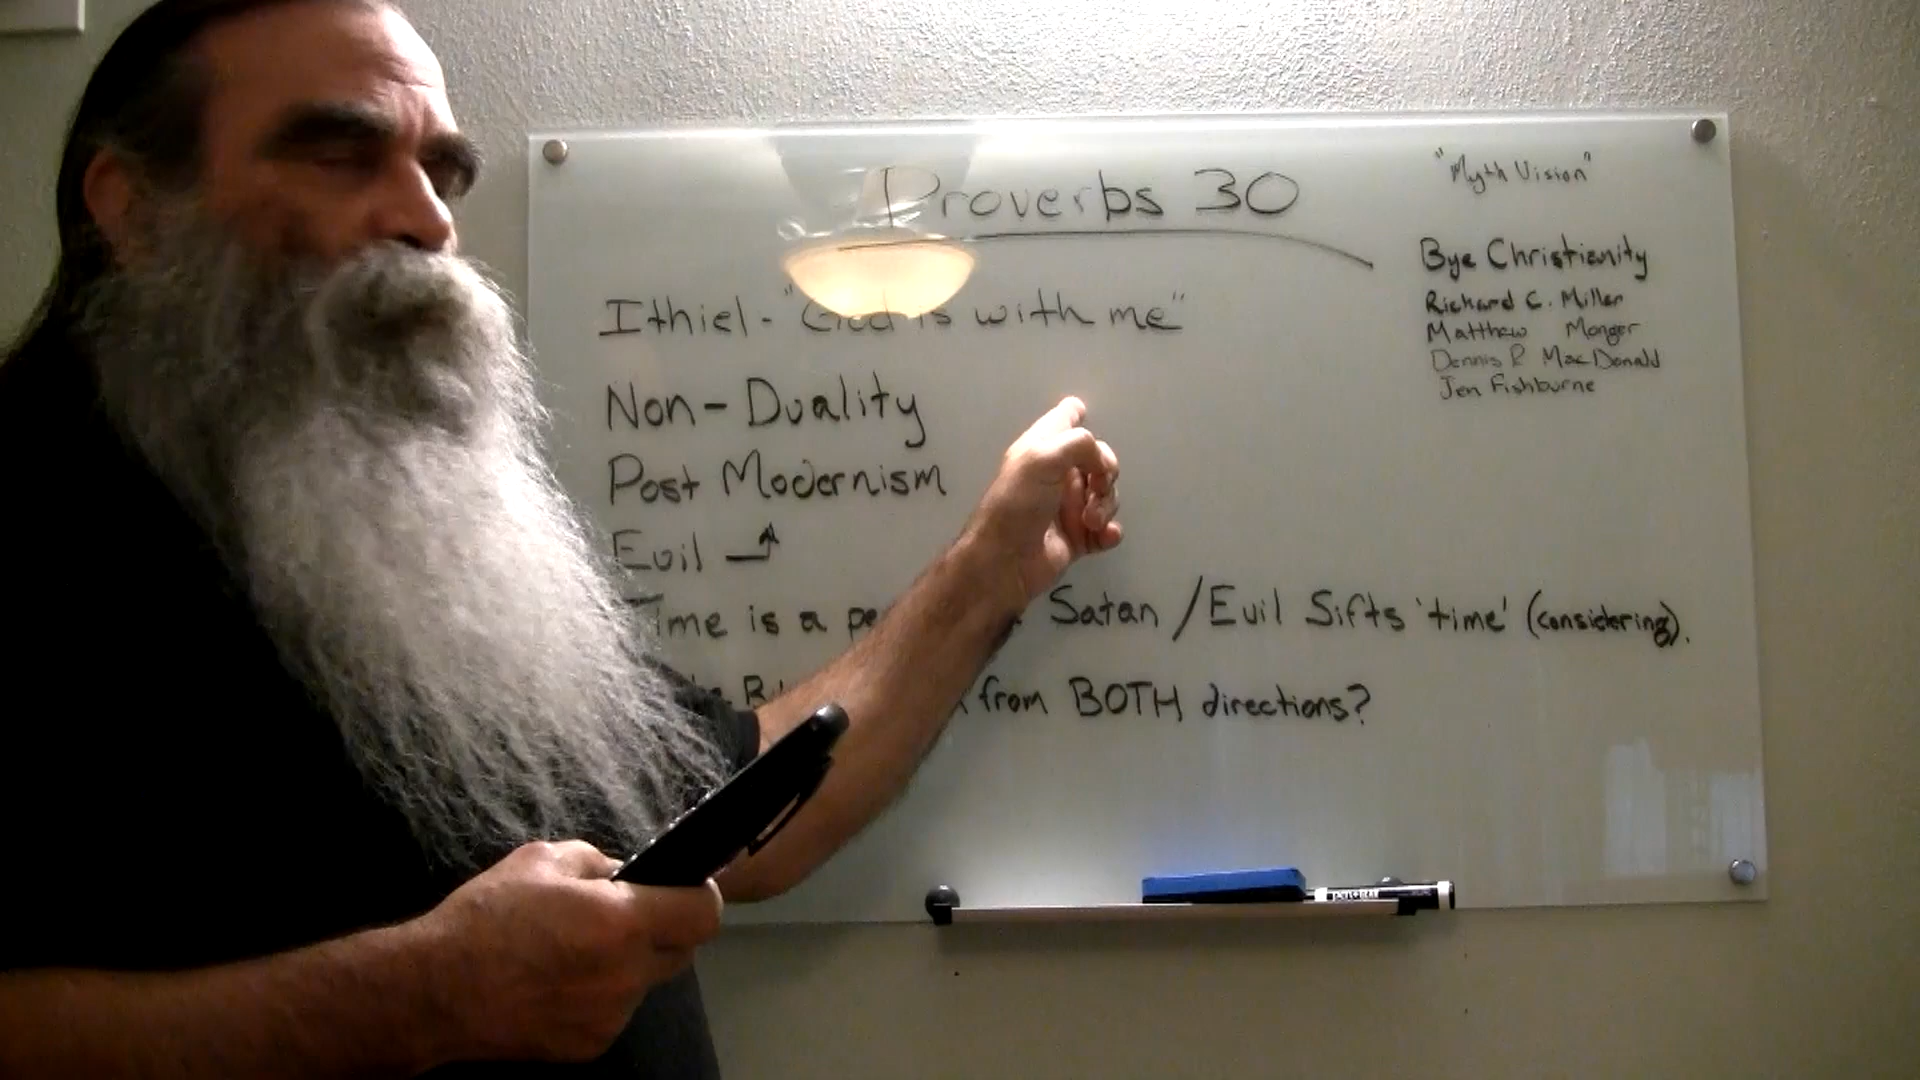 Proverbs 30
"Myth Vision"
Bye Christianity
Richard C. Miller
Matthew Monger
Dennis R MacDonald
Jen Fishburne
Ithiel - "God is with me"
Non-Duality
Post Modernism
Evil
Time is a Satan/Evil Sifts 'time' (considering).
from BOTH directions?